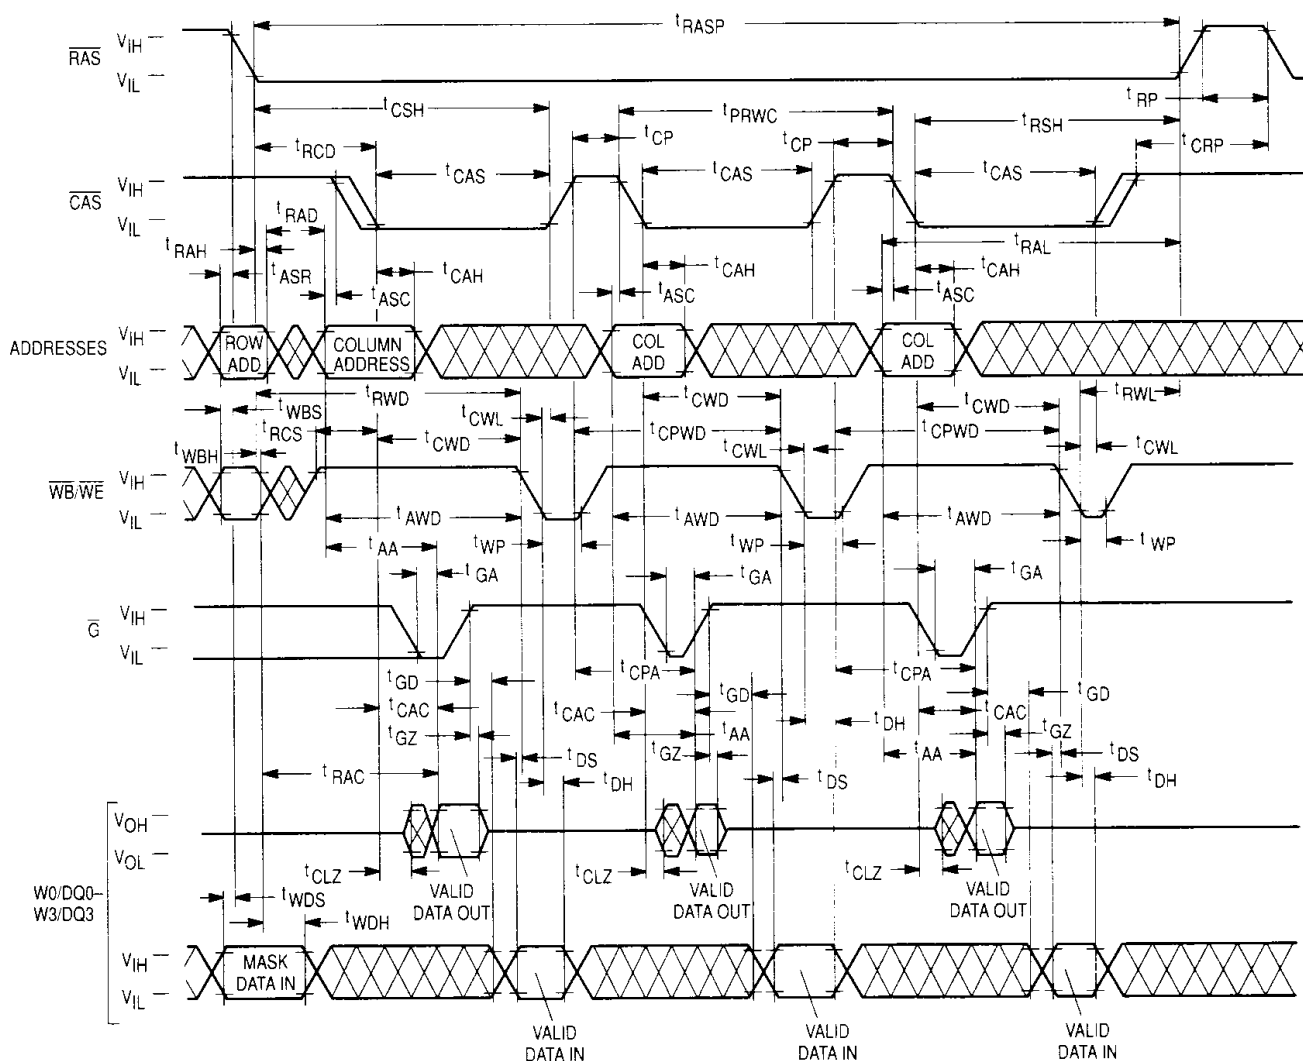 tRASP
RAS
VIH
VIL
tRP
tCSH
tPRWC
tRSH
tCP
tCP
tCRP
tRCD
tCAS
tCAS
tCAS
CAS
VIH
VIL
tRAD
tRAH
tRAL
tASR
tCAH
tCAH
tCAH
tASC
tASC
tASC
ADDRESSES
VIH
VIL
ROW ADD
COLUMN ADDRESS
COL ADD
COL ADD
tRWD
tWBS
tCWL
tCWD
tCWD
tRWL
tRCS
tCWD
tCPWD
tCPWD
tWBH
tCWL
tCWL
WB/WE
VIH
VIL
tAWD
tAWD
tAWD
tAA
tWP
tWP
tWP
tGA
tGA
tGA
G
VIH
VIL
tCPA
tCPA
tGD
tGD
tGD
tCAC
tCAC
tDH
tCAC
tGZ
tAA
tGZ
tGZ
tAA
tDS
tDS
tRAC
tDH
tDS
tDH
W0/DQ0–
W3/DQ3
VOH
VOL
tCLZ
tCLZ
tCLZ
VALID DATA OUT
VALID DATA OUT
VALID DATA OUT
tWDS
tWDH
VIH
VIL
MASK DATA IN
VALID DATA IN
VALID DATA IN
VALID DATA IN